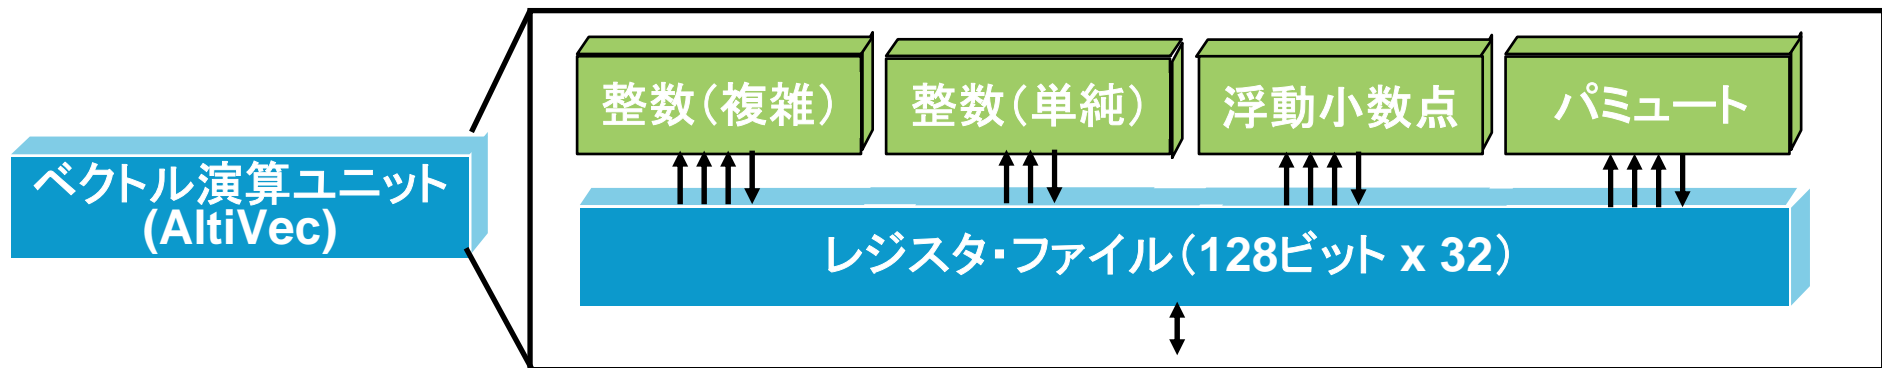 整数（複雑）
整数（単純）
浮動小数点
パミュート
ベクトル演算ユニット
(AltiVec)
レジスタ・ファイル（128ビット x 32）